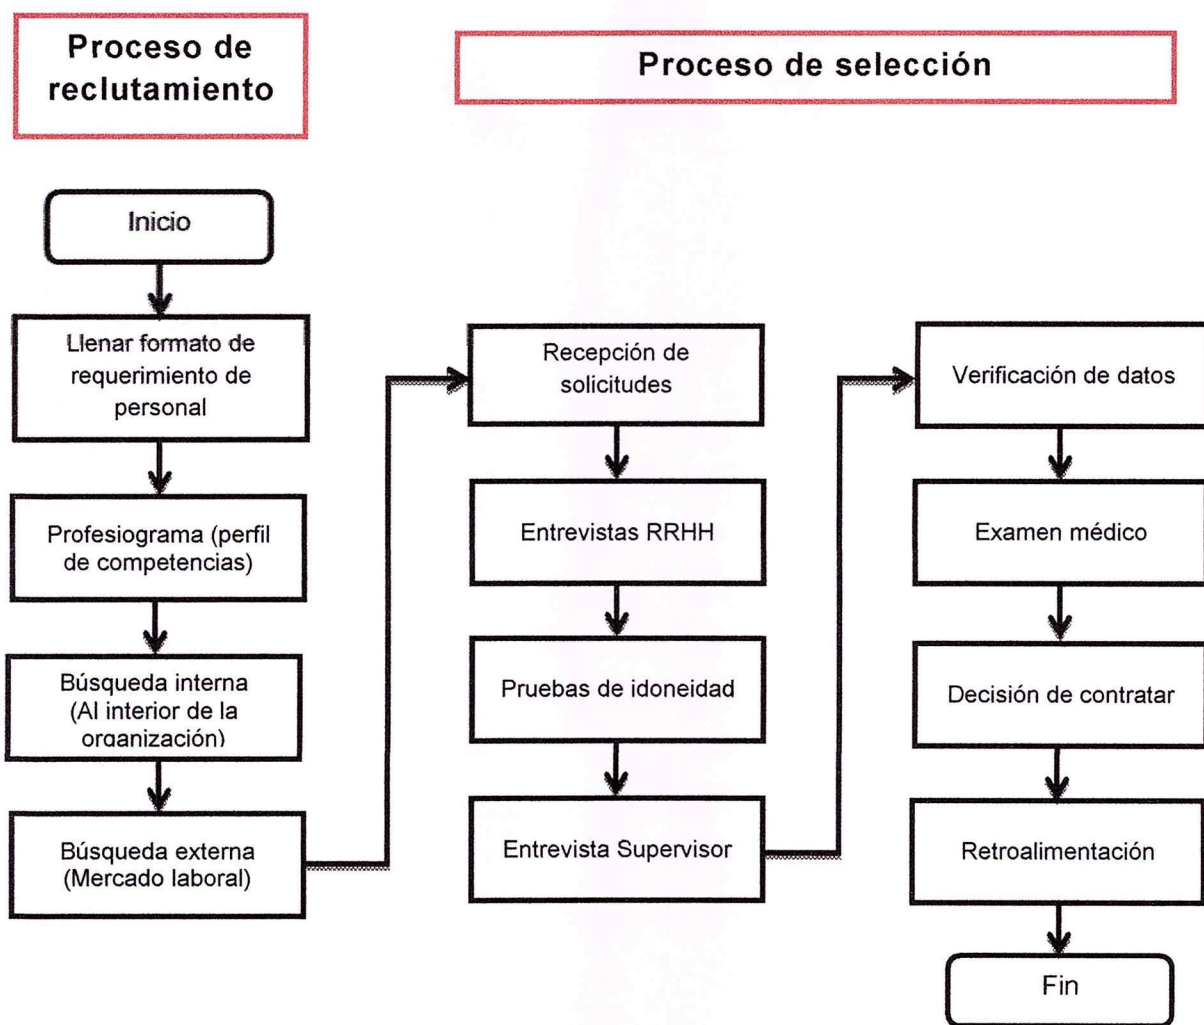 Proceso de
reclutamiento
Proceso de selección
Inicio
Llenar formato de
requerimiento de
personal
Profesiograma (perfil
de competencias)
Búsqueda interna
(Al interior de la
organización)
Búsqueda externa
(Mercado laboral)
Recepción de
solicitudes
Entrevistas RRHH
Pruebas de idoneidad
Entrevista Supervisor
Verificación de datos
Examen médico
Decisión de contratar
Retroalimentación
Fin